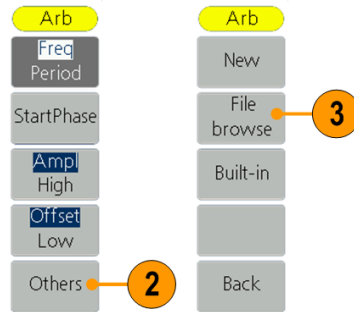 Arb
Freq
Period
StartPhase
Ampl
High
Offset
Low
Others
2
Arb
New
File
browse
3
Built-in
Back